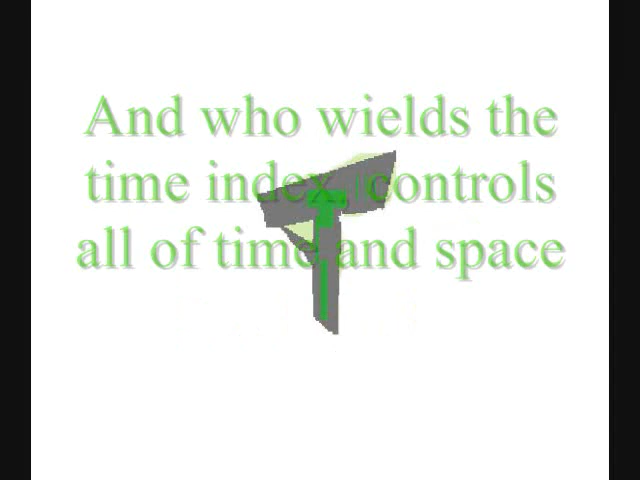 And who wields the
time index, controls
all of time and space